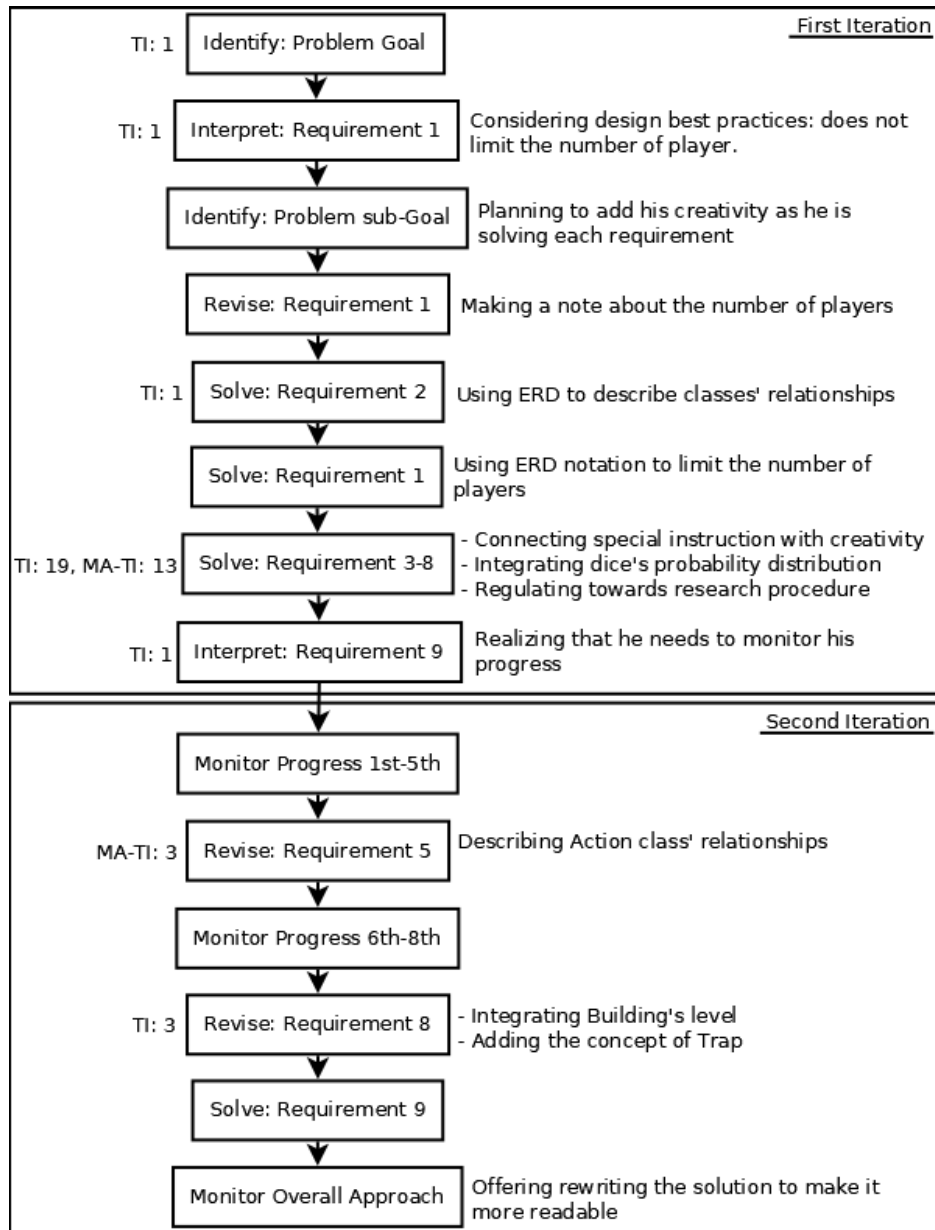 First Iteration
TI: 1
Identify: Problem Goal
TI: 1
Interpret: Requirement 1
Considering design best practices: does not
limit the number of player.
Identify: Problem sub-Goal
Planning to add his creativity as he is
solving each requirement
Revise: Requirement 1
Making a note about the number of players
TI: 1
Solve: Requirement 2
Using ERD to describe classes' relationships
Solve: Requirement 1
Using ERD notation to limit the number of
players
TI: 19, MA-TI: 13
Solve: Requirement 3-8
- Connecting special instruction with creativity
- Integrating dice's probability distribution
- Regulating towards research procedure
TI: 1
Interpret: Requirement 9
Realizing that he needs to monitor his
progress
Second Iteration
Monitor Progress 1st-5th
MA-TI: 3
Revise: Requirement 5
Describing Action class' relationships
Monitor Progress 6th-8th
TI: 3
Revise: Requirement 8
- Integrating Building's level
- Adding the concept of Trap
Solve: Requirement 9
Monitor Overall Approach
Offering rewriting the solution to make it
more readable